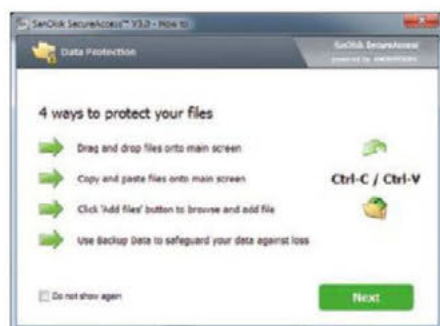 SanDisk SecureAccess™ V3.0 - How to
Data Protection
SanDisk SecureAccess
powered by
4 ways to protect your files
Drag and drop files onto main screen
Copy and paste files onto main screen
Ctrl-C / Ctrl-V
Click 'Add files' button to browse and add file
Use Backup Data to safeguard your data against loss
Do not show again
Next